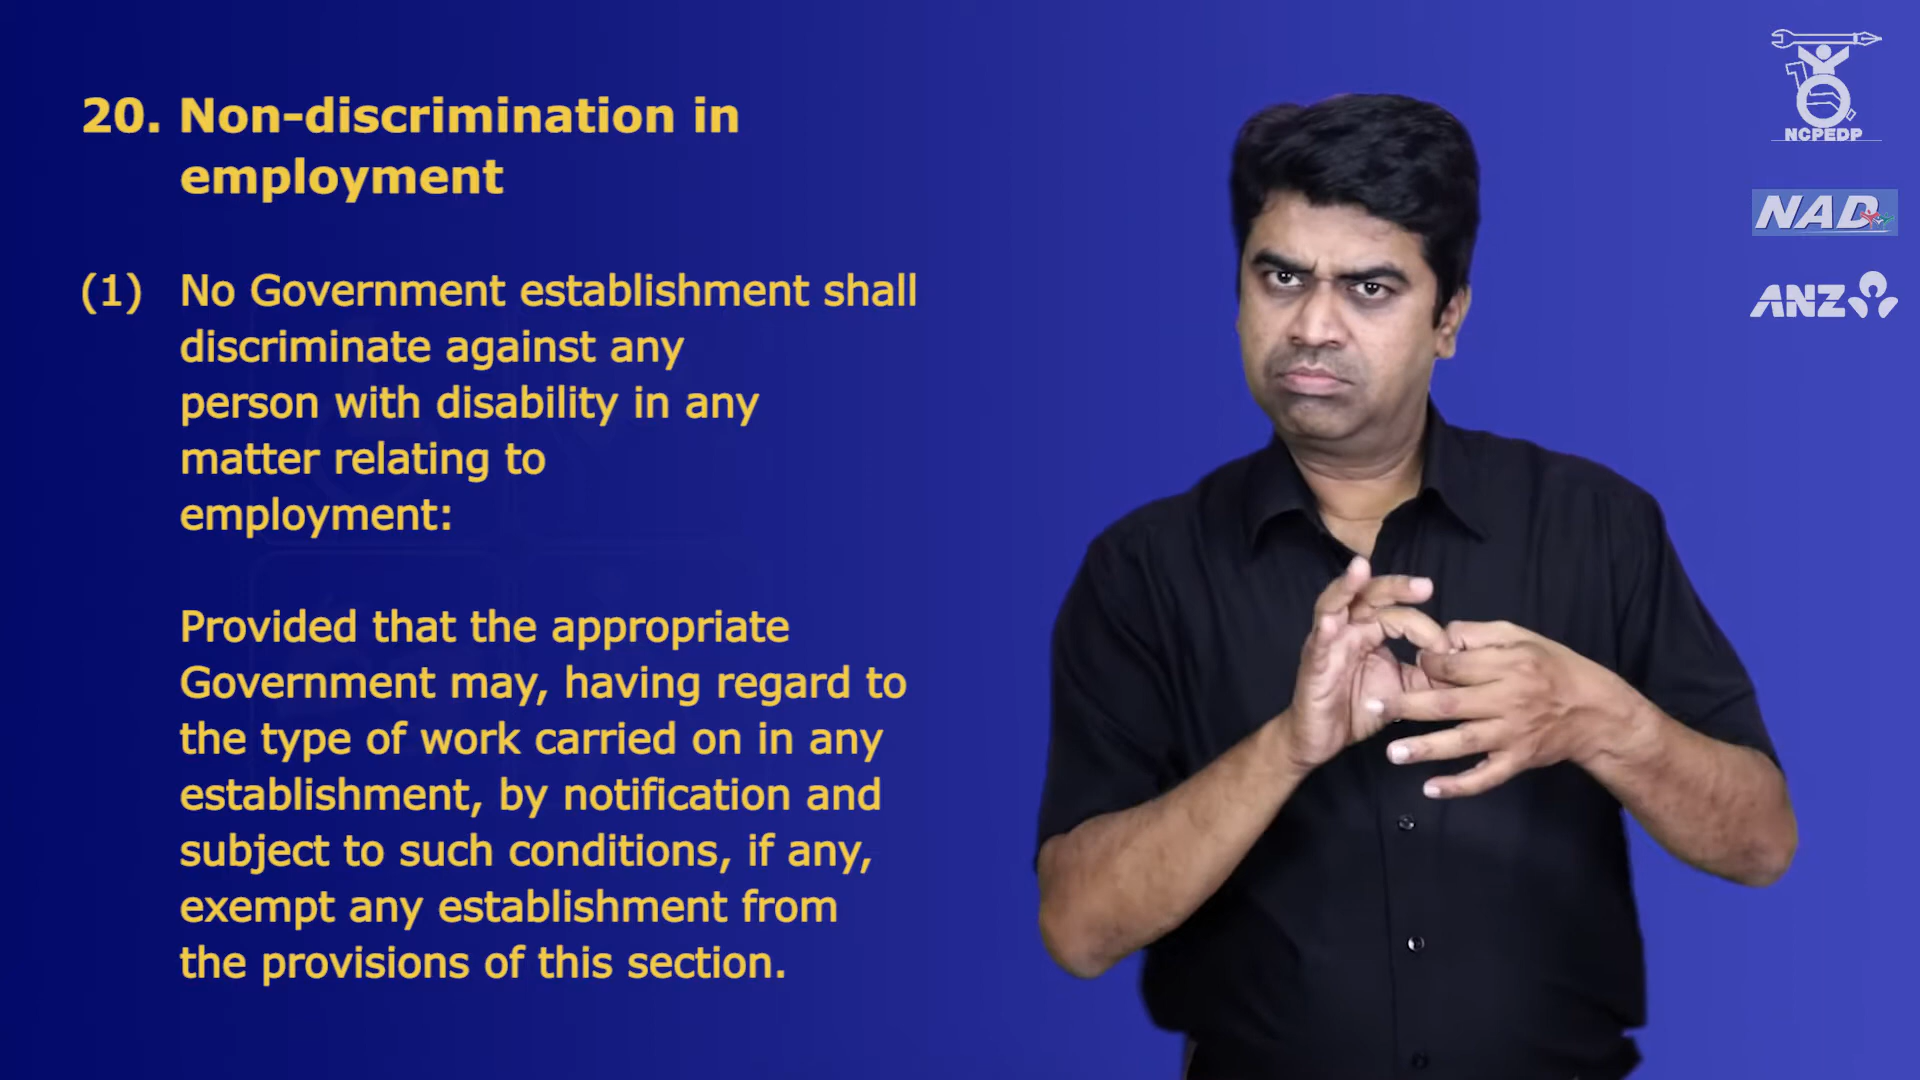 20. Non-discrimination in
employment
(1) No Government establishment shall
discriminate against any
person with disability in any
matter relating to
employment:
Provided that the appropriate
Government may, having regard to
the type of work carried on in any
establishment, by notification and
subject to such conditions, if any,
exempt any establishment from
the provisions of this section.
NCPEDP
NAD
ANZ